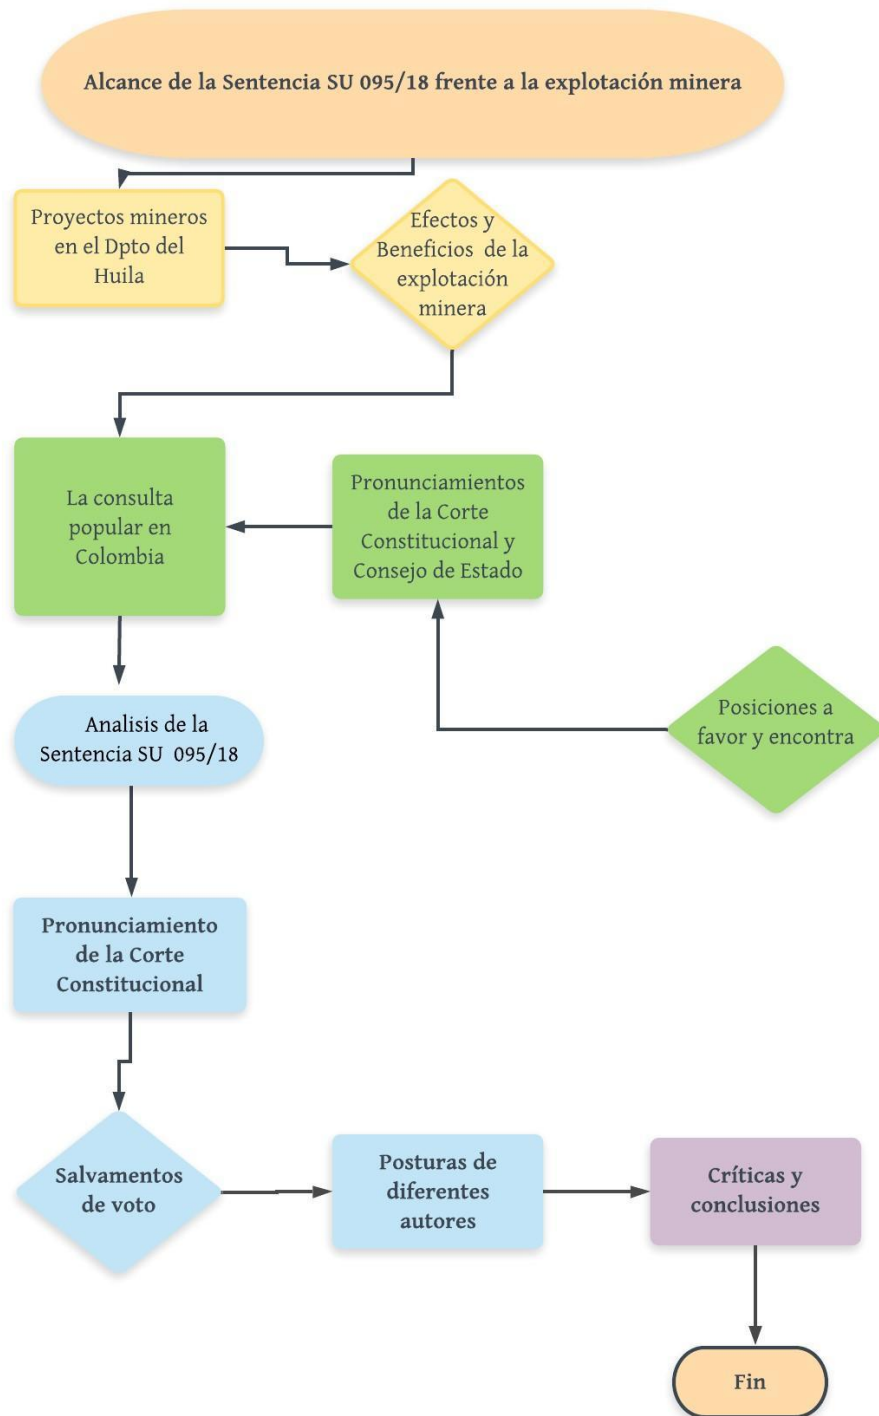 Alcance de la Sentencia SU 095/18 frente a la explotación minera
Proyectos mineros
en el Dpto del
Huila
Efectos y
Beneficios de la
explotación
minera
La consulta
popular en
Colombia
Pronunciamientos
de la Corte
Constitucional y
Consejo de Estado
Posiciones a
favor y encontra
Analisis de la
Sentencia SU 095/18
Pronunciamiento
de la Corte
Constitucional
Salvamentos
de voto
Posturas de
diferentes
autores
Críticas y
conclusiones
Fin